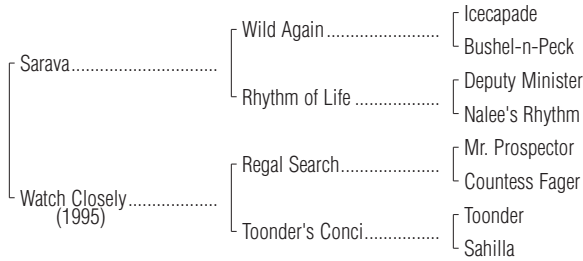 Icecapade
Wild Again
Bushel-n-Peck
Sarava
Deputy Minister
Rhythm of Life
Nalee's Rhythm
Mr. Prospector
Regal Search
Countess Fager
Watch Closely
(1995)
Toonder
Toonder's Conci
Sahilla